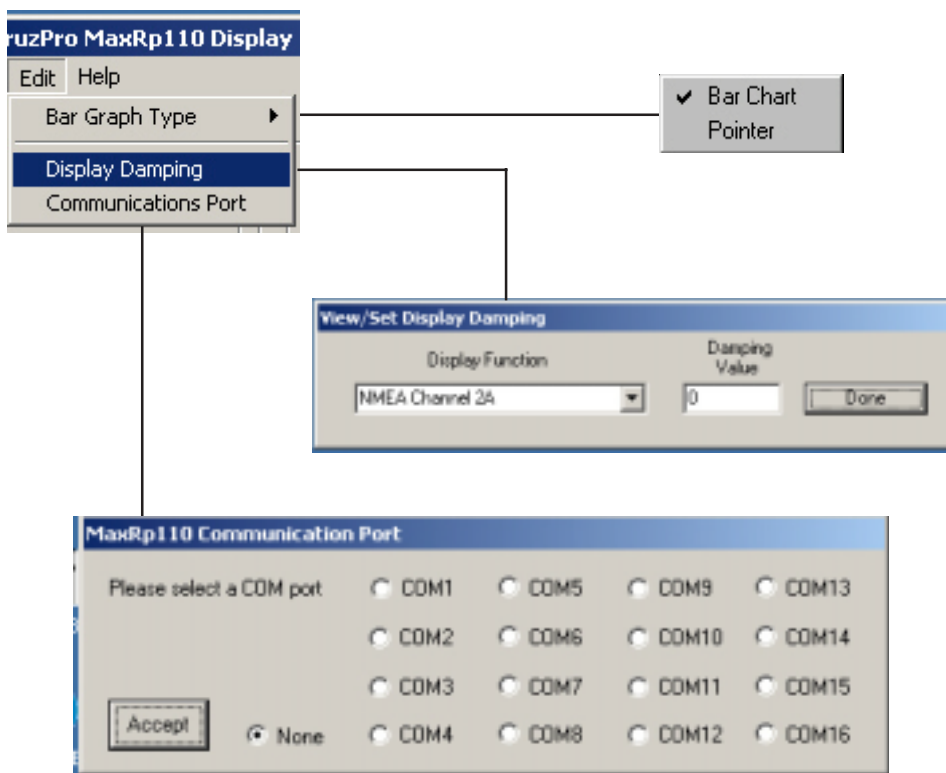 ruzPro MaxRp110 Display
Edit Help
Bar Graph Type
Display Damping
Communications Port
Bar Chart
Pointer
View/Set Display Damping
Display Function
Damping
Value
NMEA Channel 2A
0
Done
MaxRp110 Communication Port
Please select a COM port
COM1 COM5 COM9 COM13
COM2 COM6 COM10 COM14
COM3 COM7 COM11 COM15
Accept None COM4 COM8 COM12 COM16